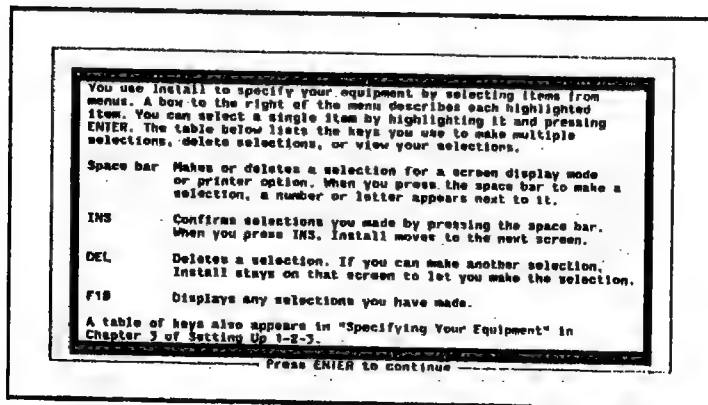 You use Install to specify your equipment by selecting items from
menus. A box to the right of the menu describes each highlighted
item. You can select a single item by highlighting it and pressing
ENTER. The table below lists the keys you use to make multiple
selections, delete selections, or view your selections.
Space bar Makes or deletes a selection for a screen display mode
or printer option. When you press the space bar to make a
selection, a number or letter appears next to it.
INS Confirms selections you made by pressing the space bar.
When you press INS, Install moves to the next screen.
DEL Deletes a selection. If you can make another selection,
Install stays on that screen to let you make the selection.
F10 Displays any selections you have made.
A table of keys also appears in "Specifying Your Equipment" in
Chapter 3 of Setting Up 1-2-3.
Press ENTER to continue